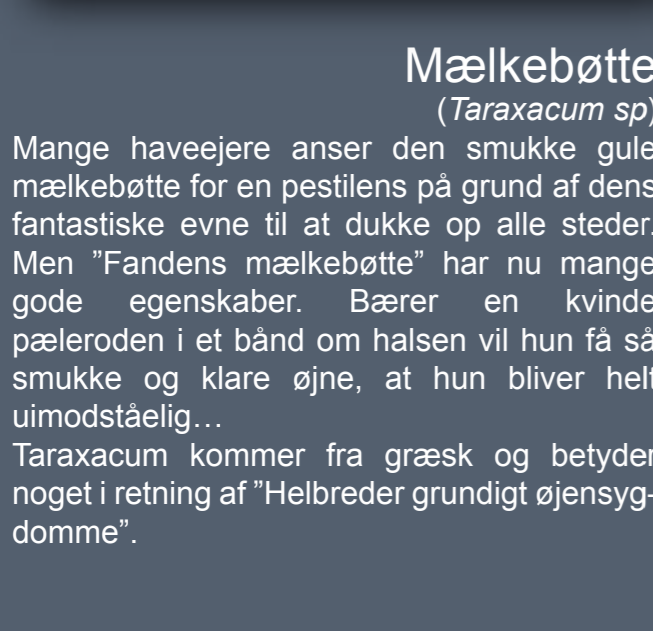 Mælkebøtte
(Taraxacum sp)
Mange haveejere anser den smukke gule
mælkebøtte for en pestilens på grund af dens
fantastiske evne til at dukke op alle steder.
Men ”Fandens mælkebøtte” har nu mange
gode egenskaber. Bærer en kvinde
pæleroden i et bånd om halsen vil hun få så
smukke og klare øjne, at hun bliver helt
uimodståelig…
Taraxacum kommer fra græsk og betyder
noget i retning af ”Helbreder grundigt øjensyg-
domme”.